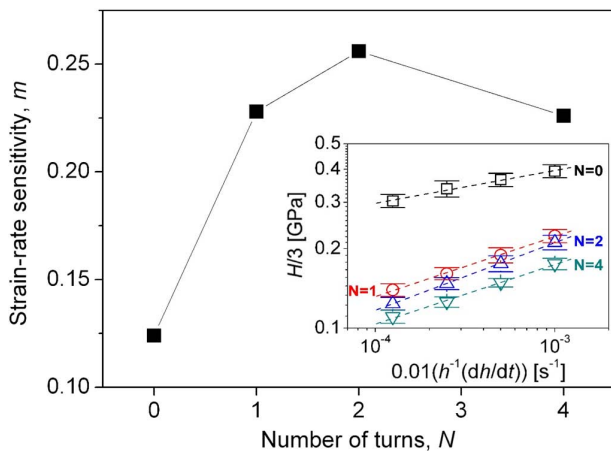 Strain-rate sensitivity, m
0.25
0.20
0.15
0.10
0
1
2
3
4
Number of turns, N
H/3 [GPa]
0.5
0.4
0.3
0.2
0.1
N=0
N=2
N=1
N=4
10⁻⁴
10⁻³
0.01(h⁻¹(dh/dt)) [s⁻¹]